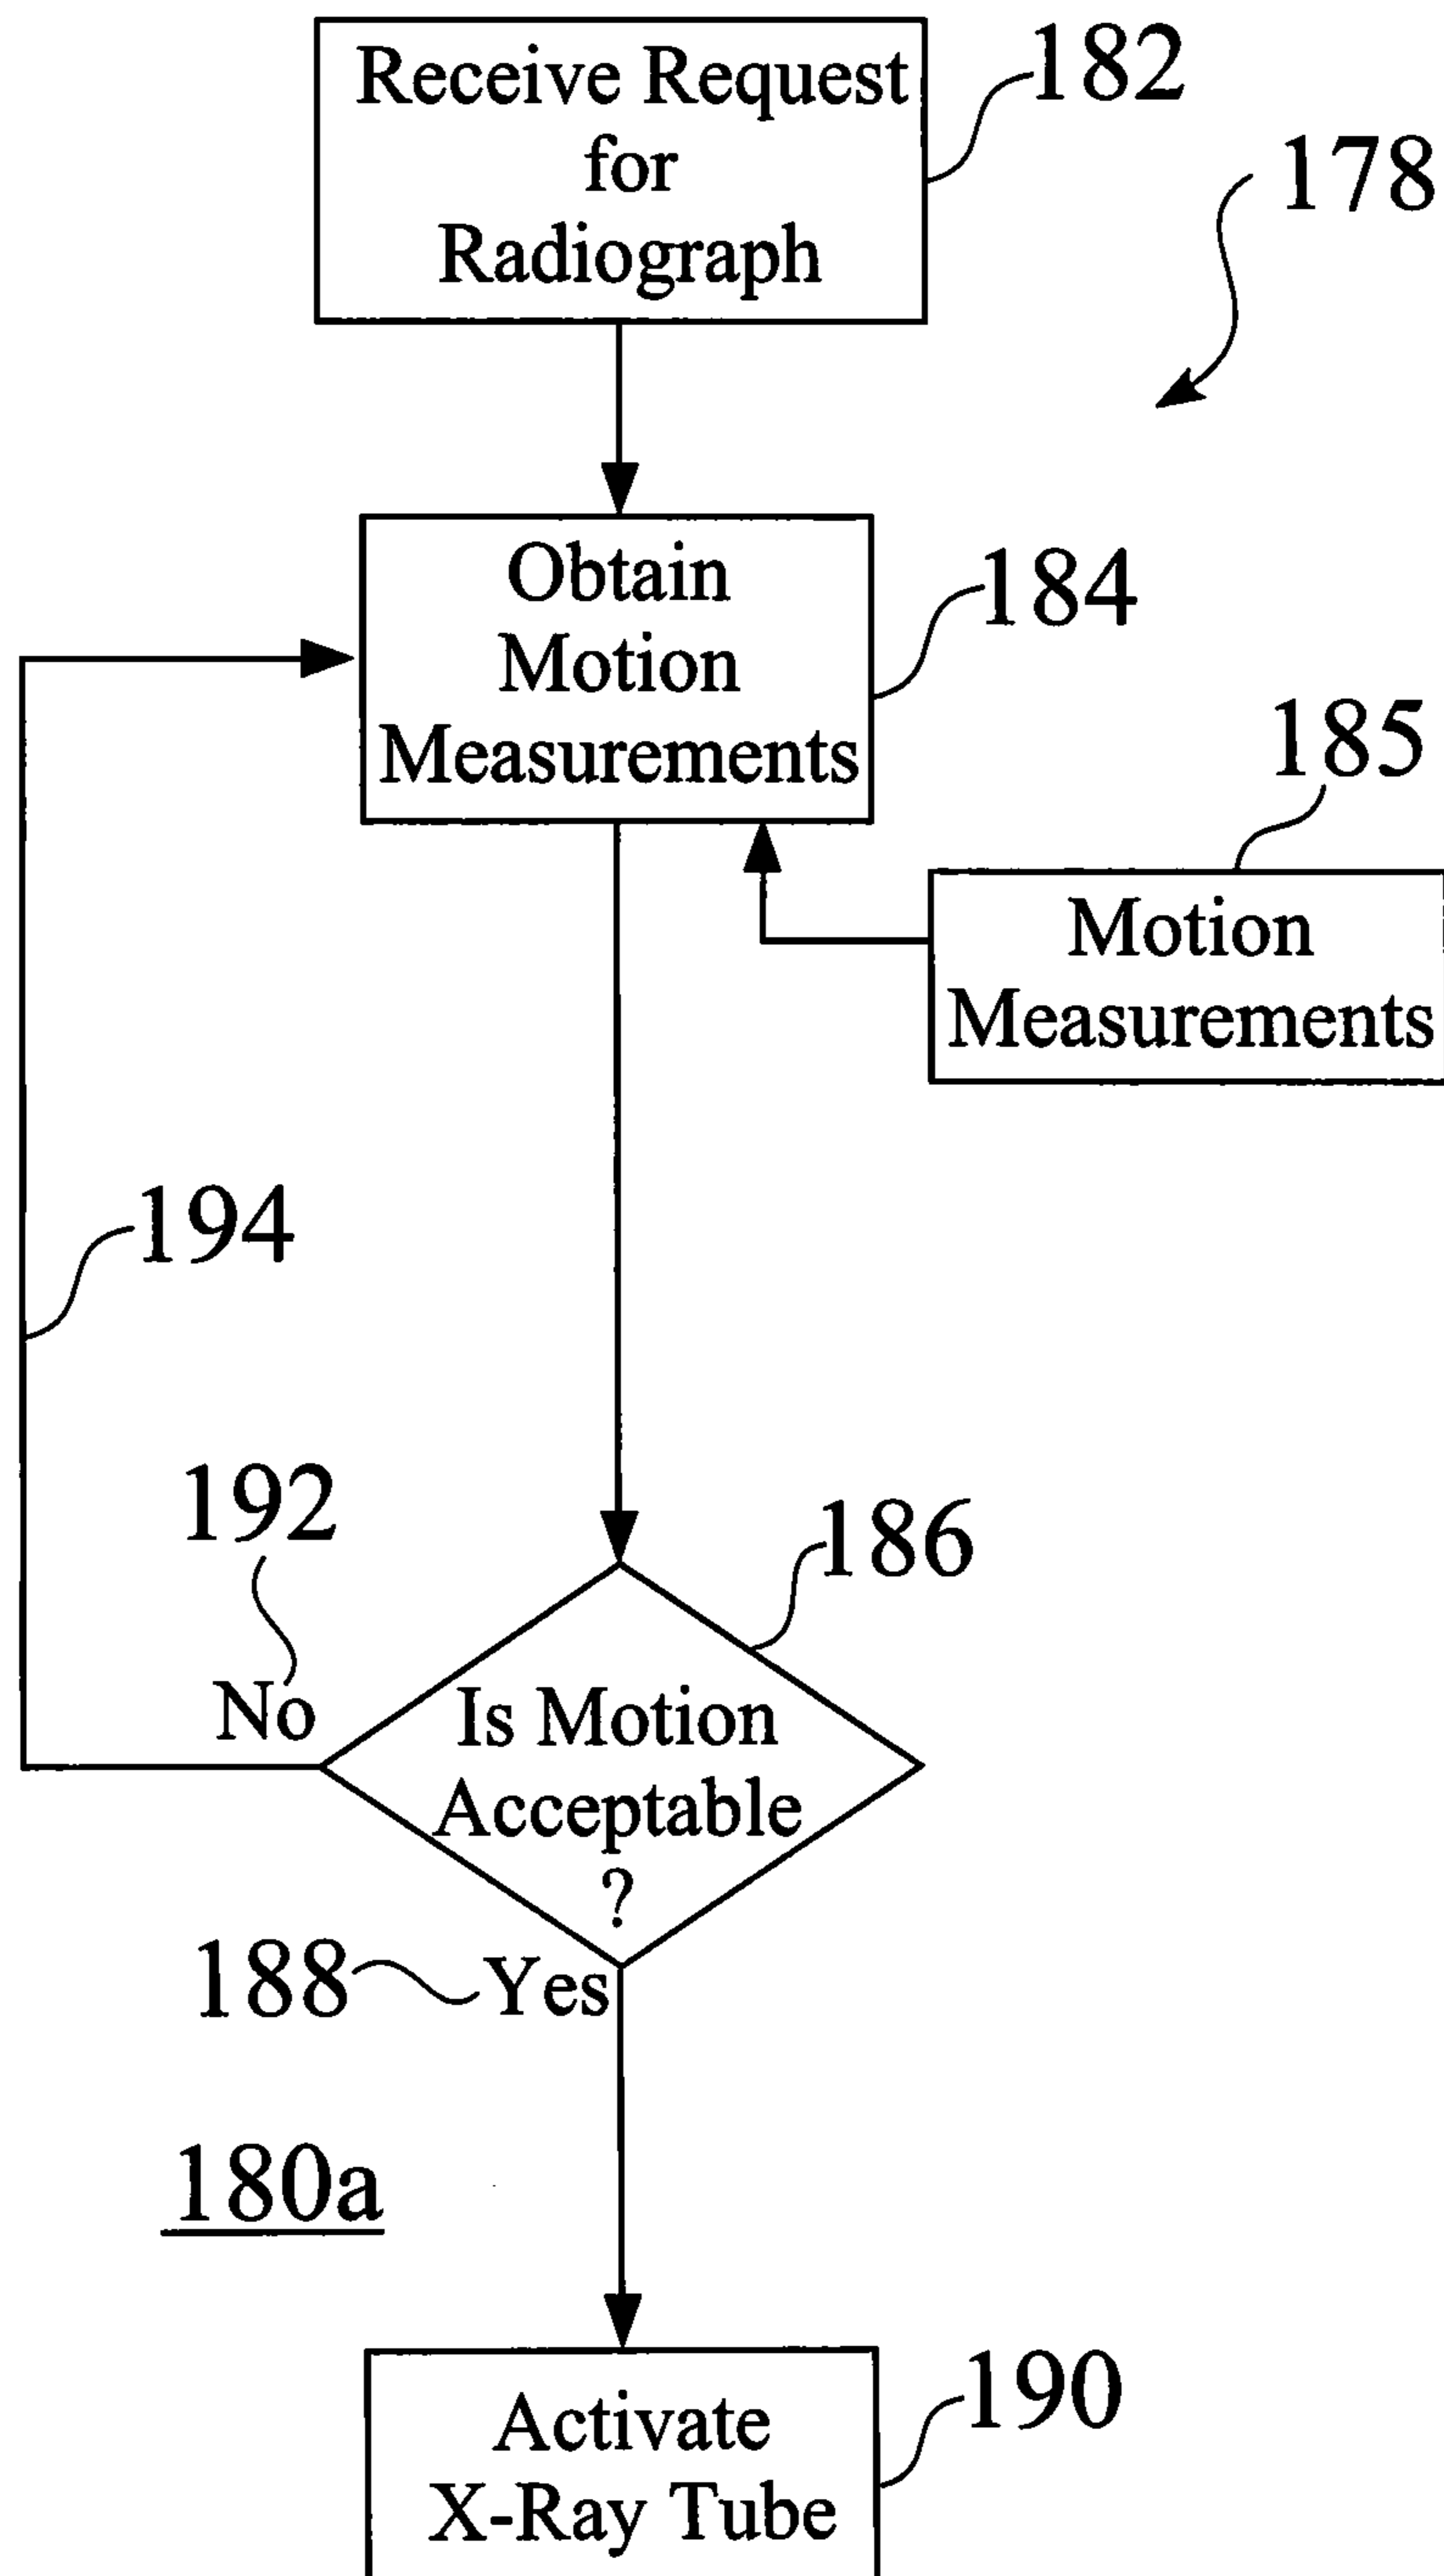 Receive Request
for
Radiograph
182
178
Obtain
Motion
Measurements
184
185
Motion
Measurements
194
192
No
186
Is Motion
Acceptable
?
188
Yes
180a
190
Activate
X-Ray Tube